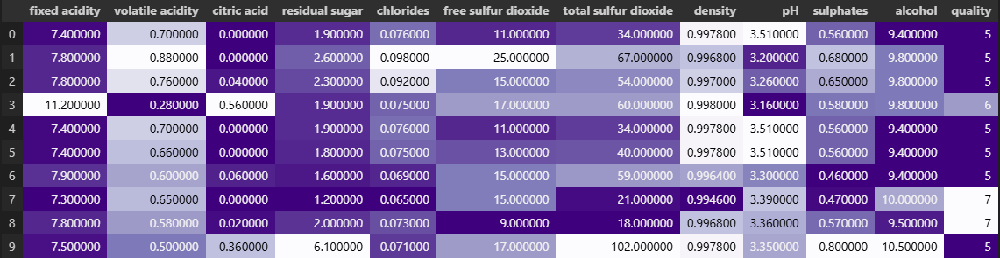 fixed acidity volatile acidity citric acid residual sugar chlorides free sulfur dioxide total sulfur dioxide density pH sulphates alcohol quality
0 7.400000 0.700000 0.000000 1.900000 0.076000 11.000000 34.000000 0.997800 3.510000 0.560000 9.400000 5
1 7.800000 0.880000 0.000000 2.600000 0.098000 25.000000 67.000000 0.996800 3.200000 0.680000 9.800000 5
2 7.800000 0.760000 0.040000 2.300000 0.092000 15.000000 54.000000 0.997000 3.260000 0.650000 9.800000 5
3 11.200000 0.280000 0.560000 1.900000 0.075000 17.000000 60.000000 0.998000 3.160000 0.580000 9.800000 6
4 7.400000 0.700000 0.000000 1.900000 0.076000 11.000000 34.000000 0.997800 3.510000 0.560000 9.400000 5
5 7.400000 0.660000 0.000000 1.800000 0.075000 13.000000 40.000000 0.997800 3.510000 0.560000 9.400000 5
6 7.900000 0.600000 0.060000 1.600000 0.069000 15.000000 59.000000 0.996400 3.300000 0.460000 9.400000 5
7 7.300000 0.650000 0.000000 1.200000 0.065000 15.000000 21.000000 0.994600 3.390000 0.470000 10.000000 7
8 7.800000 0.580000 0.020000 2.000000 0.073000 9.000000 18.000000 0.996800 3.360000 0.570000 9.500000 7
9 7.500000 0.500000 0.360000 6.100000 0.071000 17.000000 102.000000 0.997800 3.350000 0.800000 10.500000 5